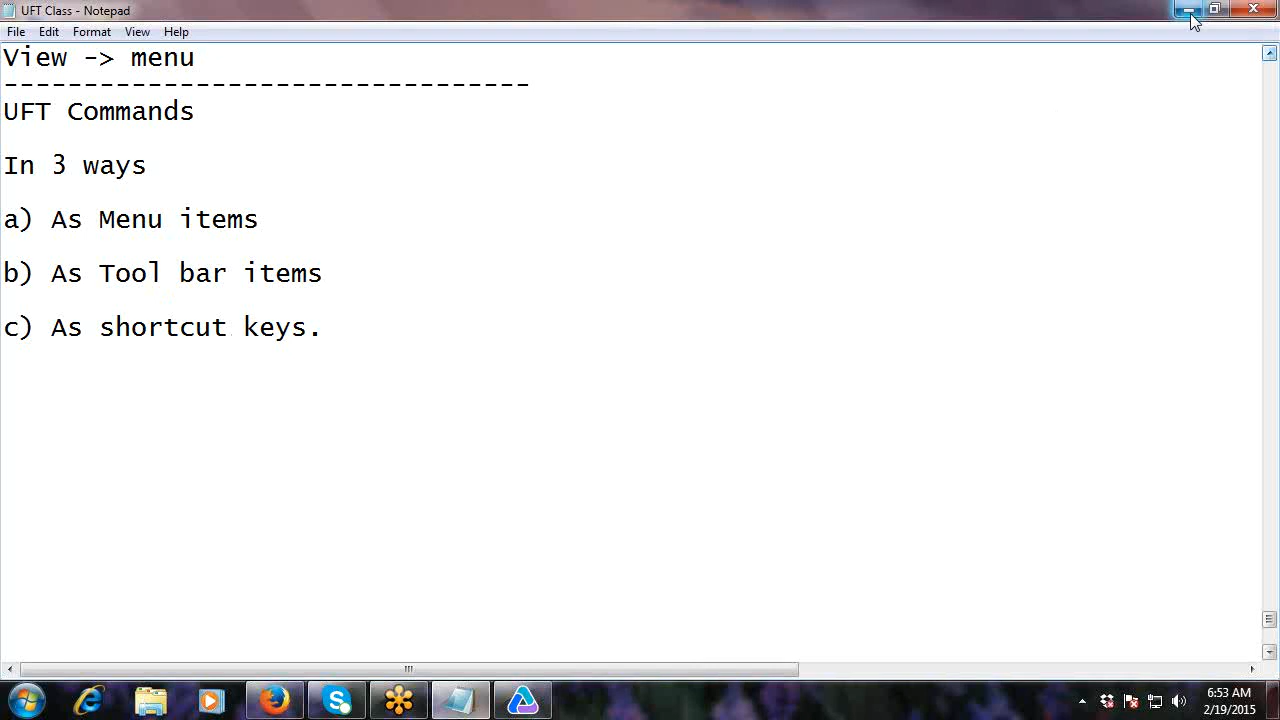 UFT Class - Notepad
File Edit Format View Help
View -> menu
---------------------------------
UFT Commands
In 3 ways
a) As Menu items
b) As Tool bar items
c) As shortcut keys.
6:53 AM
2/19/2015